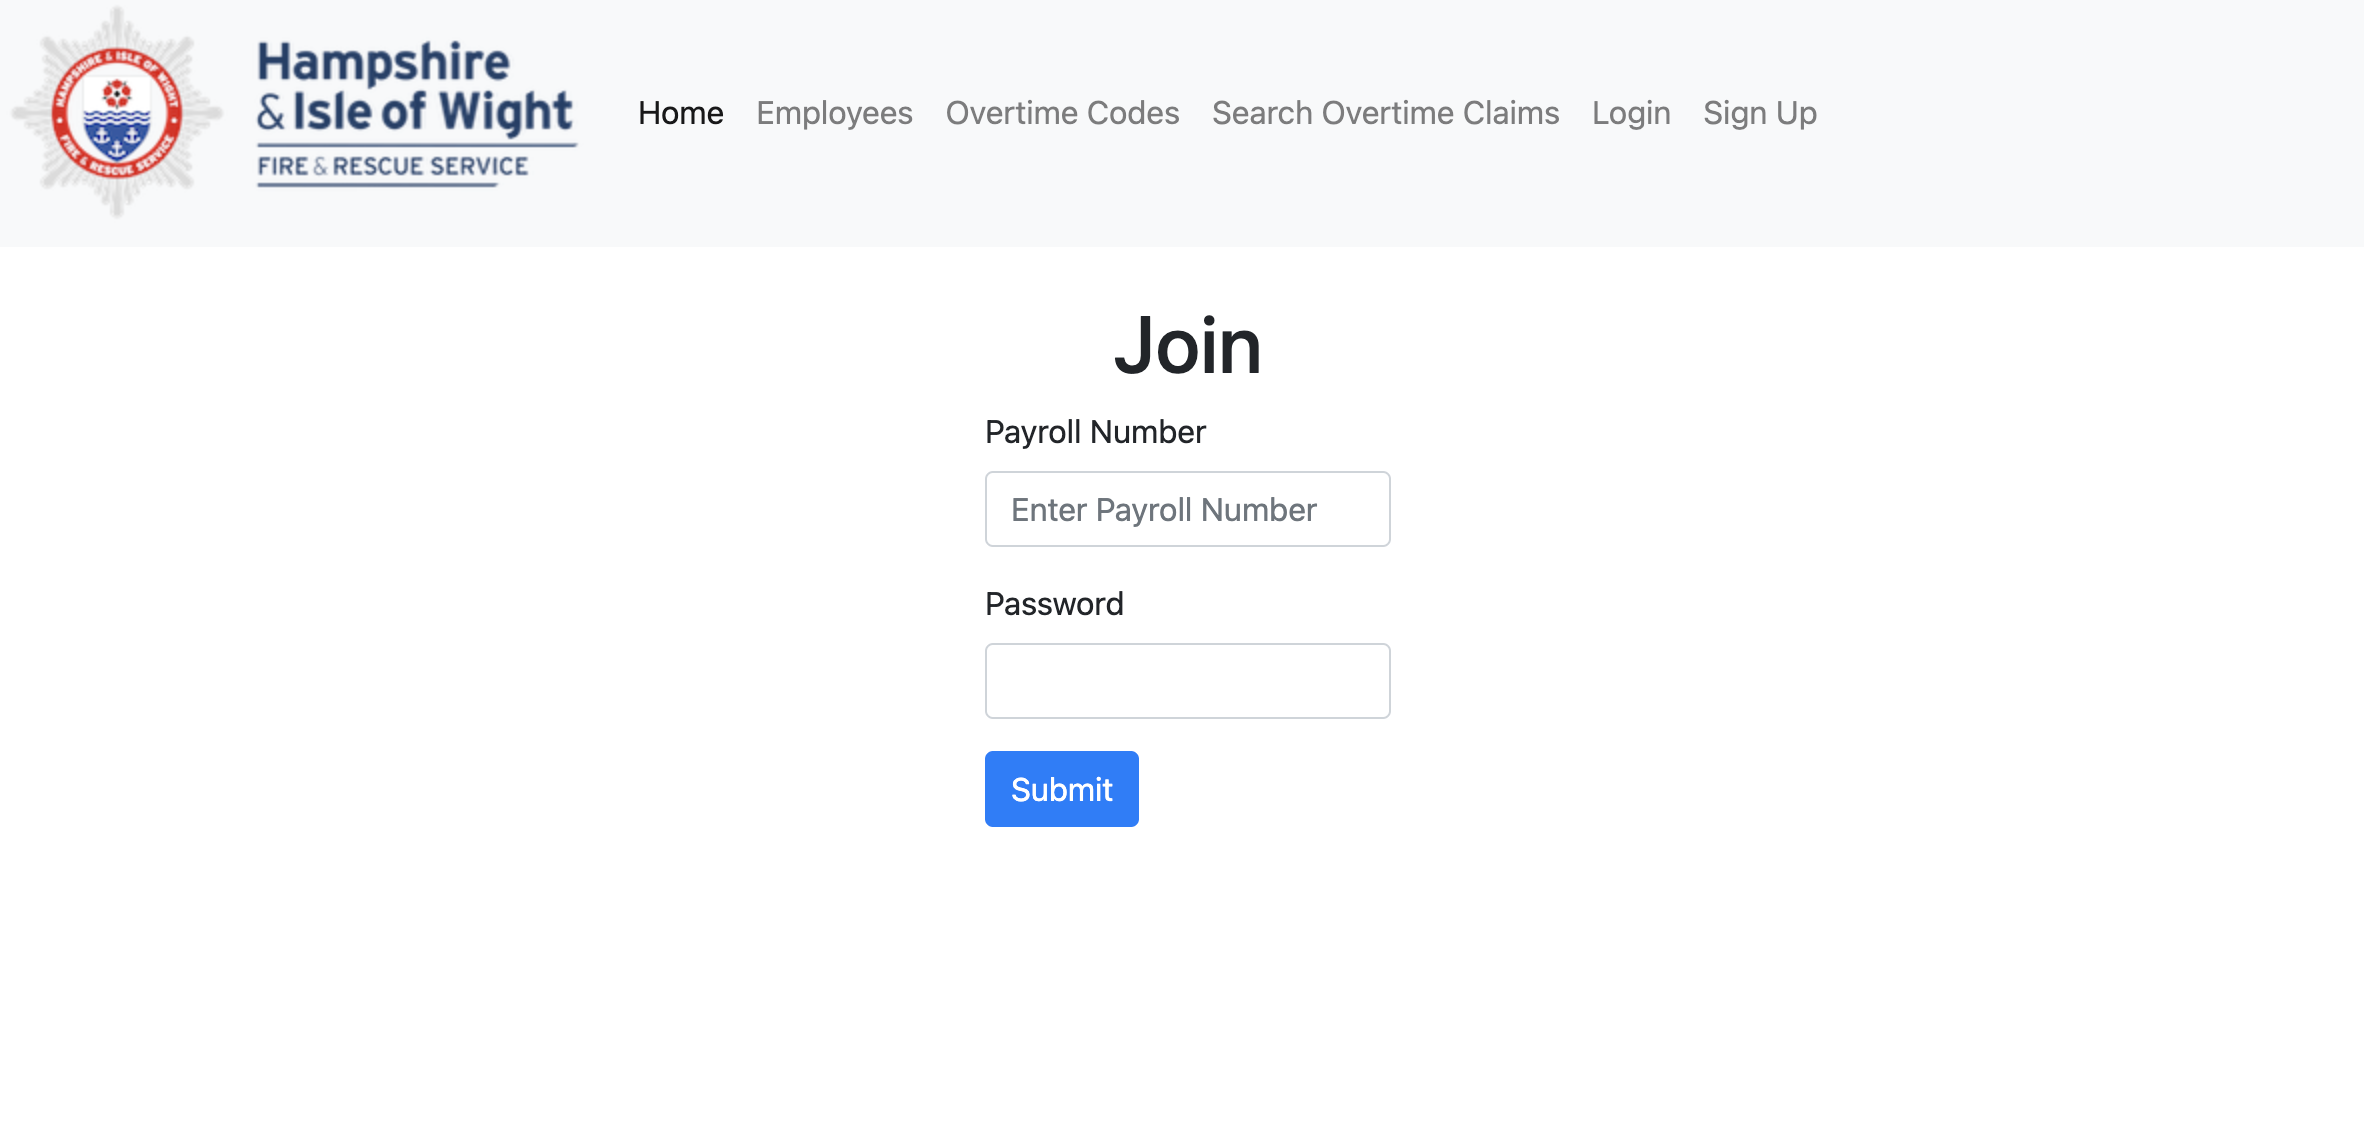 HAMPSHIRE & ISLE OF WIGHT
FIRE & RESCUE SERVICE
Hampshire
& Isle of Wight
FIRE & RESCUE SERVICE
Home Employees Overtime Codes Search Overtime Claims Login Sign Up
Join
Payroll Number
Enter Payroll Number
Password
Submit